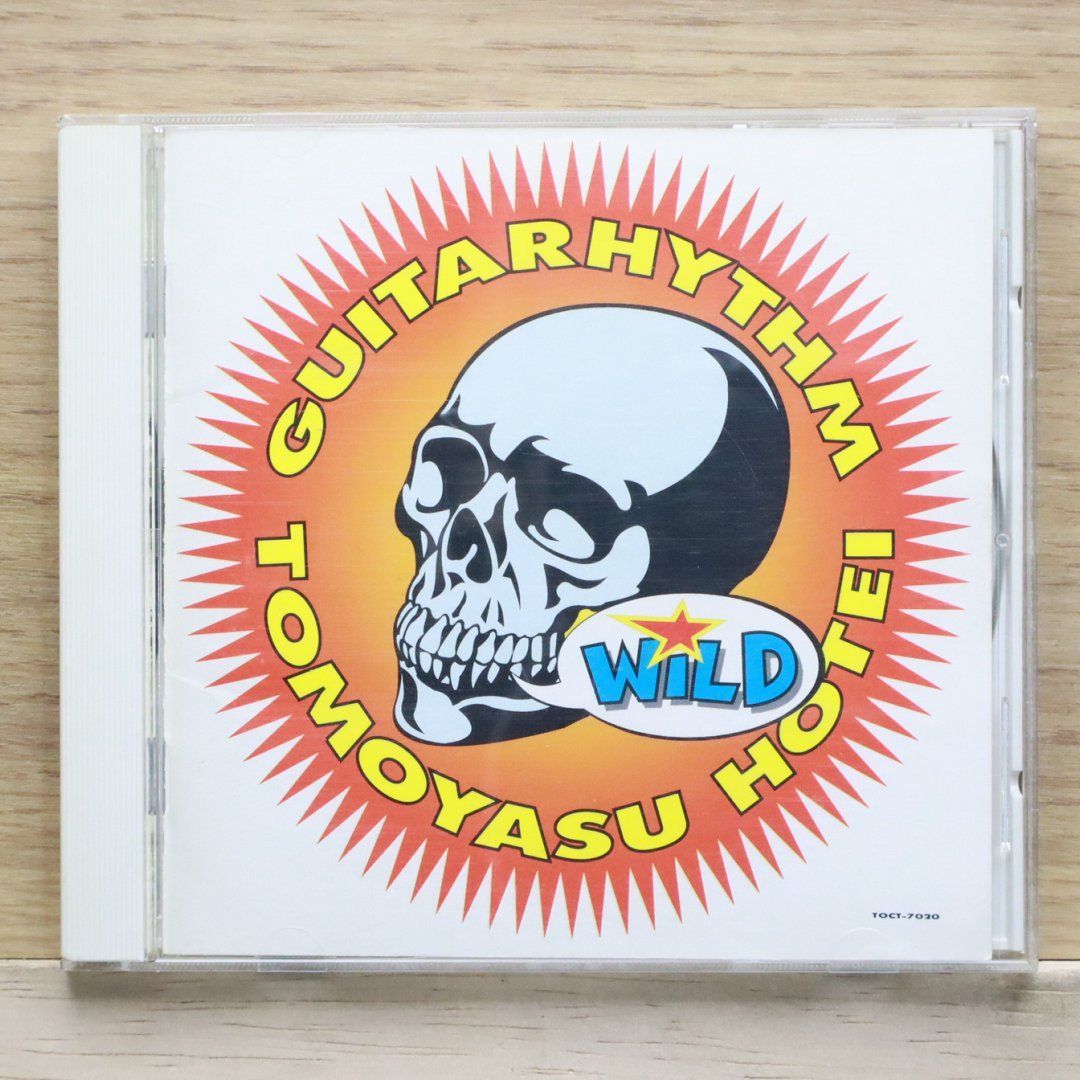 GUITARHYTHM
WiLD
TOMOYASU HOTEI
TOCT-7020